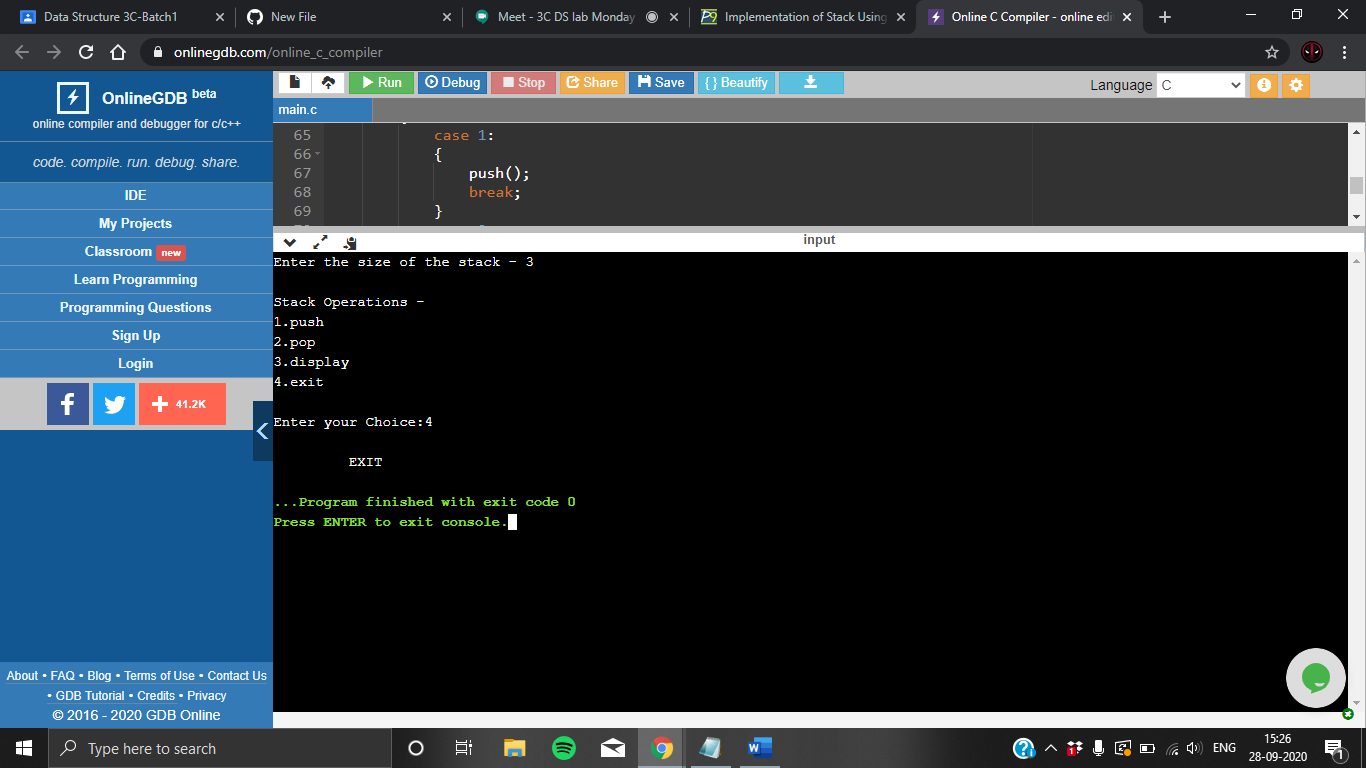 Data Structure 3C-Batch1
New File
Meet - 3C DS lab Monday
Implementation of Stack Using
Online C Compiler - online edi
onlinegdb.com/online_c_compiler
OnlineGDB beta
online compiler and debugger for c/c++
code. compile. run. debug. share.
IDE
My Projects
Classroom new
Learn Programming
Programming Questions
Sign Up
Login
41.2K
About • FAQ • Blog • Terms of Use • Contact Us
• GDB Tutorial • Credits • Privacy
© 2016 - 2020 GDB Online
Run Debug Stop Share Save { } Beautify
Language C
main.c
65 case 1:
66 {
67 push();
68 break;
69 }
input
Enter the size of the stack - 3
Stack Operations -
1.push
2.pop
3.display
4.exit
Enter your Choice:4
EXIT
...Program finished with exit code 0
Press ENTER to exit console.
Type here to search
ENG
15:26
28-09-2020
1